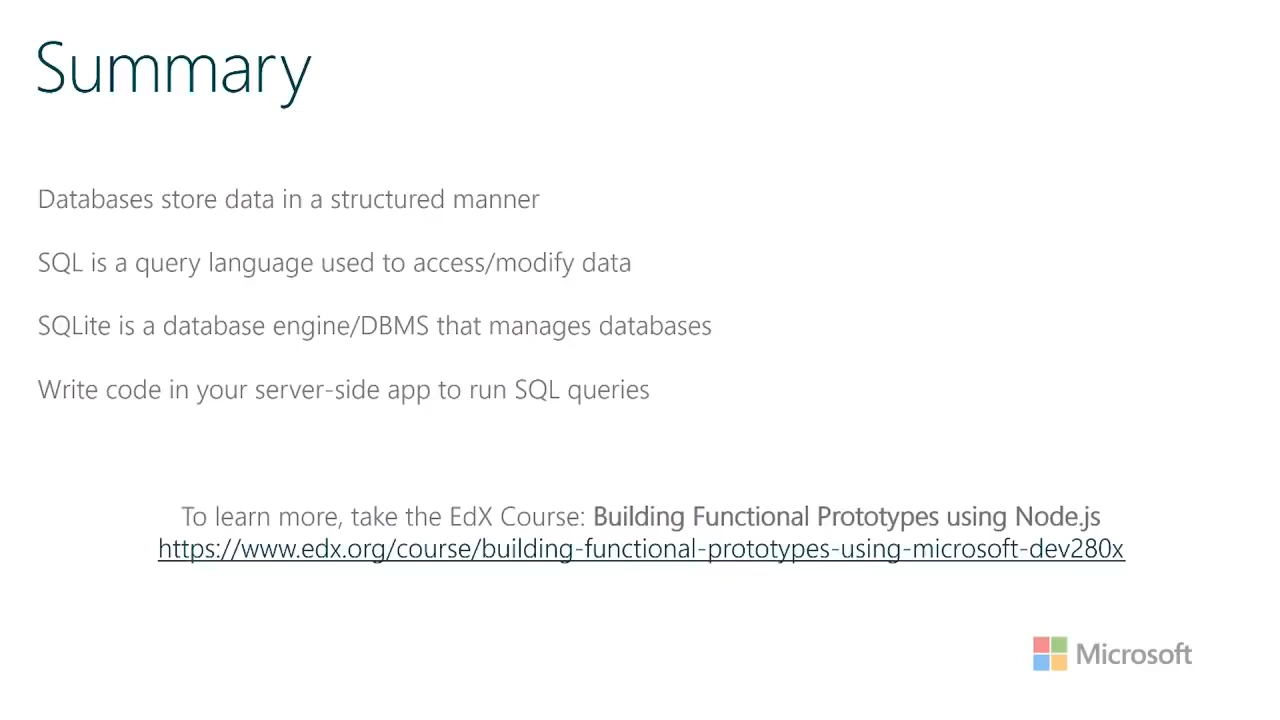 Summary
Databases store data in a structured manner
SQL is a query language used to access/modify data
SQLite is a database engine/DBMS that manages databases
Write code in your server-side app to run SQL queries
To learn more, take the EdX Course: Building Functional Prototypes using Node.js
https://www.edx.org/course/building-functional-prototypes-using-microsoft-dev280x
Microsoft